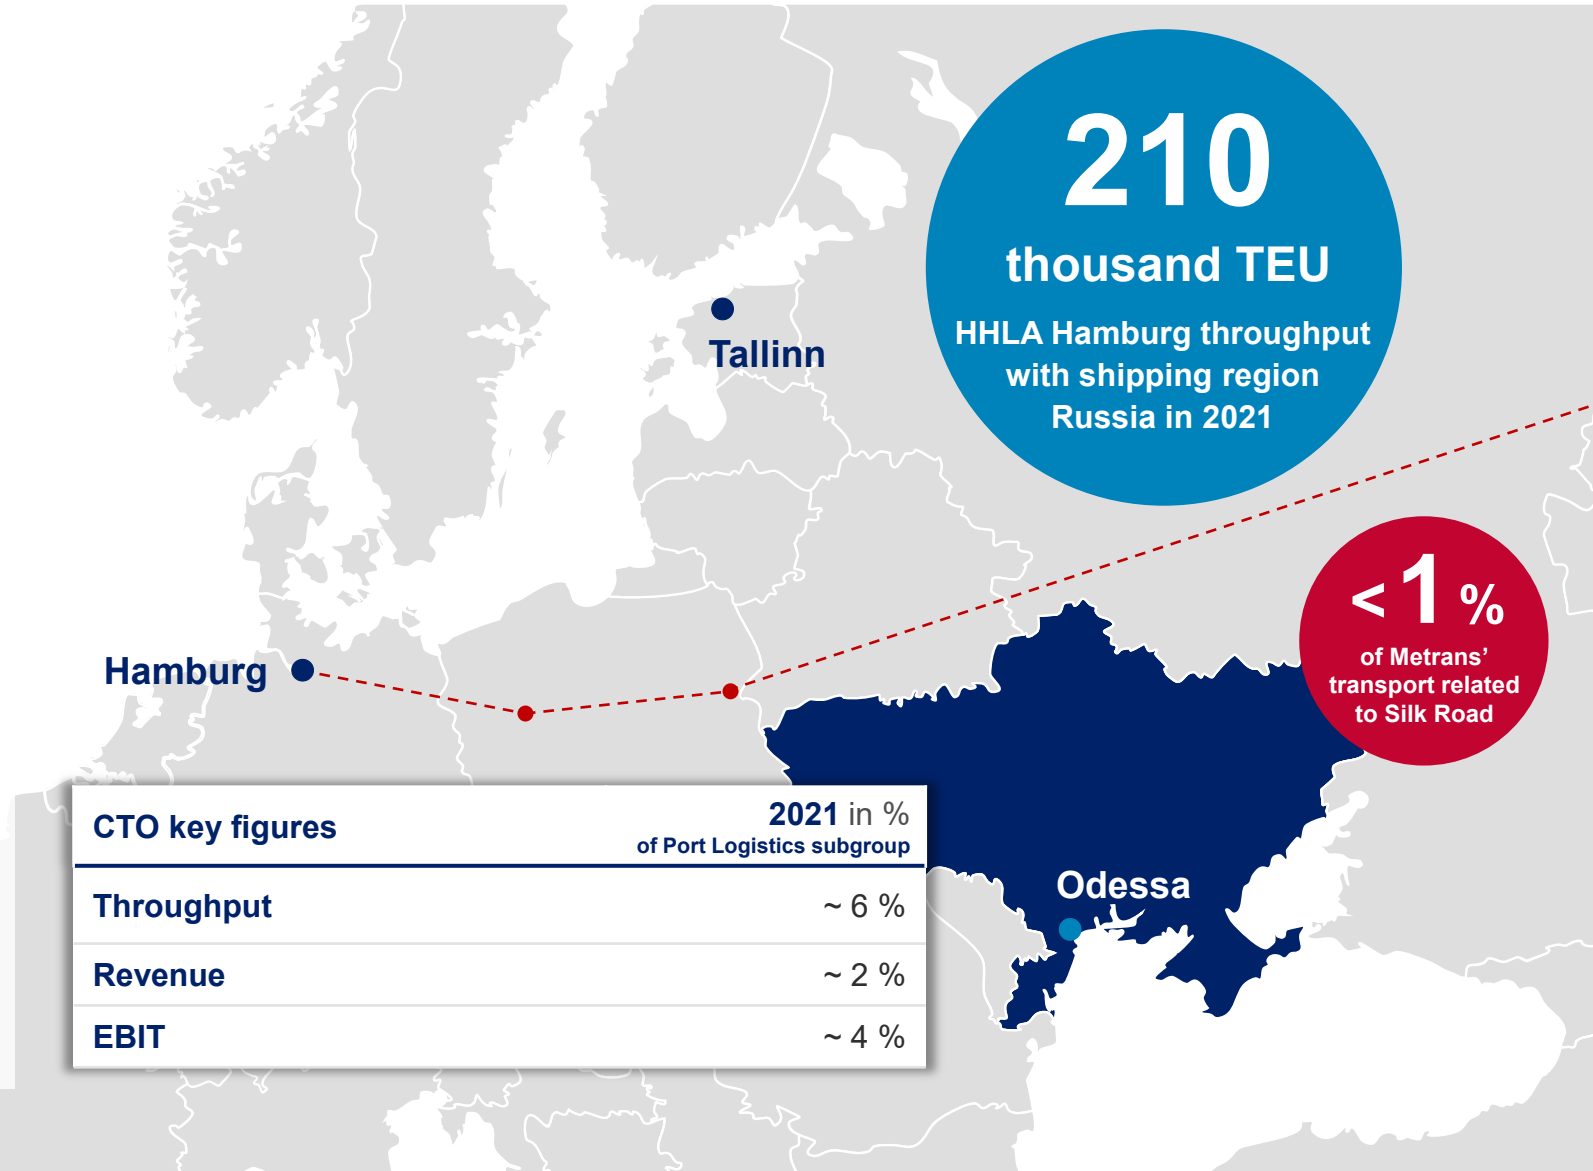 210
thousand TEU
HHLA Hamburg throughput
with shipping region
Russia in 2021
Tallinn
< 1 %
of Metrans’
transport related
to Silk Road
Hamburg
CTO key figures
2021 in %
of Port Logistics subgroup
Throughput ~ 6 %
Revenue ~ 2 %
EBIT ~ 4 %
Odessa